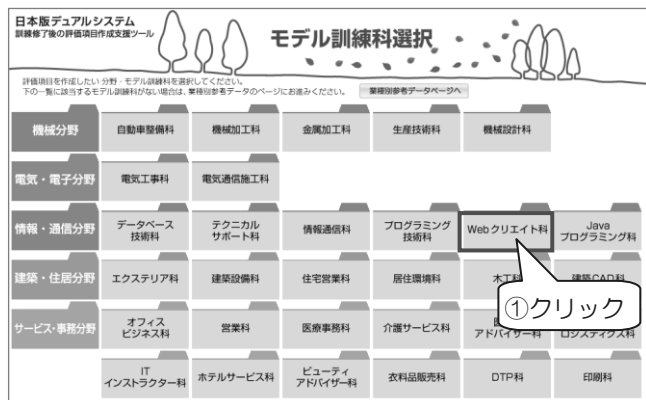 日本版デュアルシステム
訓練修了後の評価項目作成支援ツール
モデル訓練科選択
評価項目を作成したい 分野・モデル訓練科を選択してください。
下の一覧に該当するモデル訓練科がない場合は、業種別参考データのページにお進みください。
業種別参考データページへ
機械分野
自動車整備科
機械加工科
金属加工科
生産技術科
機械設計科
電気・電子分野
電気工事科
電気通信施工科
情報・通信分野
データベース
技術科
テクニカル
サポート科
情報通信科
プログラミング
技術科
Webクリエイト科
Java
プログラミング科
建築・住居分野
エクステリア科
建築設備科
住宅営業科
居住環境科
木工科
建築CAD科
①クリック
サービス・事務分野
オフィス
ビジネス科
営業科
医療事務科
介護サービス科
アドバイザー科
ロジスティクス科
IT
インストラクター科
ホテルサービス科
ビューティ
アドバイザー科
衣料品販売科
DTP科
印刷科